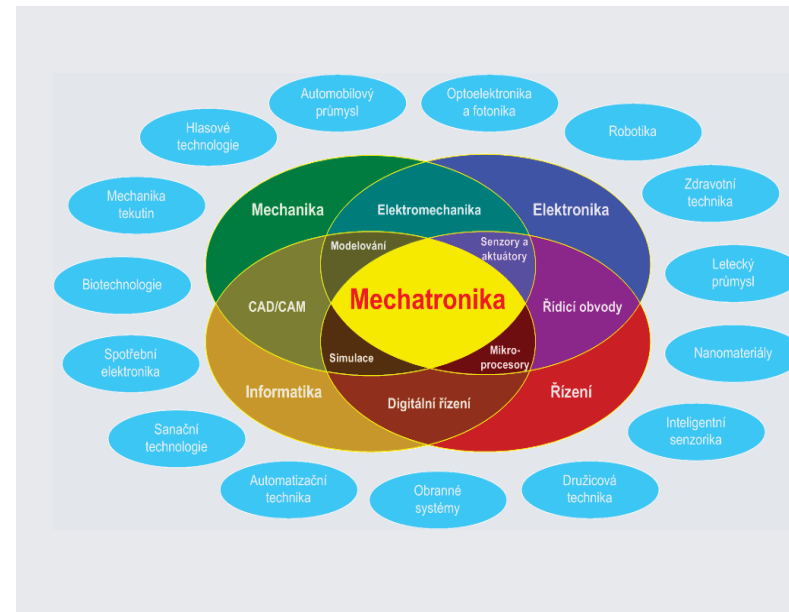 Automobilový
průmysl
Optoelektronika
a fotonika
Hlasové
technologie
Robotika
Mechanika
tekutin
Zdravotní
technika
Mechanika
Elektromechanika
Elektronika
Modelování
Senzory a
aktuátory
Biotechnologie
Letecký
průmysl
CAD/CAM
Mechatronika
Řídicí obvody
Spotřební
elektronika
Simulace
Mikro-
procesory
Nanomateriály
Informatika
Digitální řízení
Řízení
Sanační
technologie
Inteligentní
senzorika
Automatizační
technika
Obranné
systémy
Družicová
technika